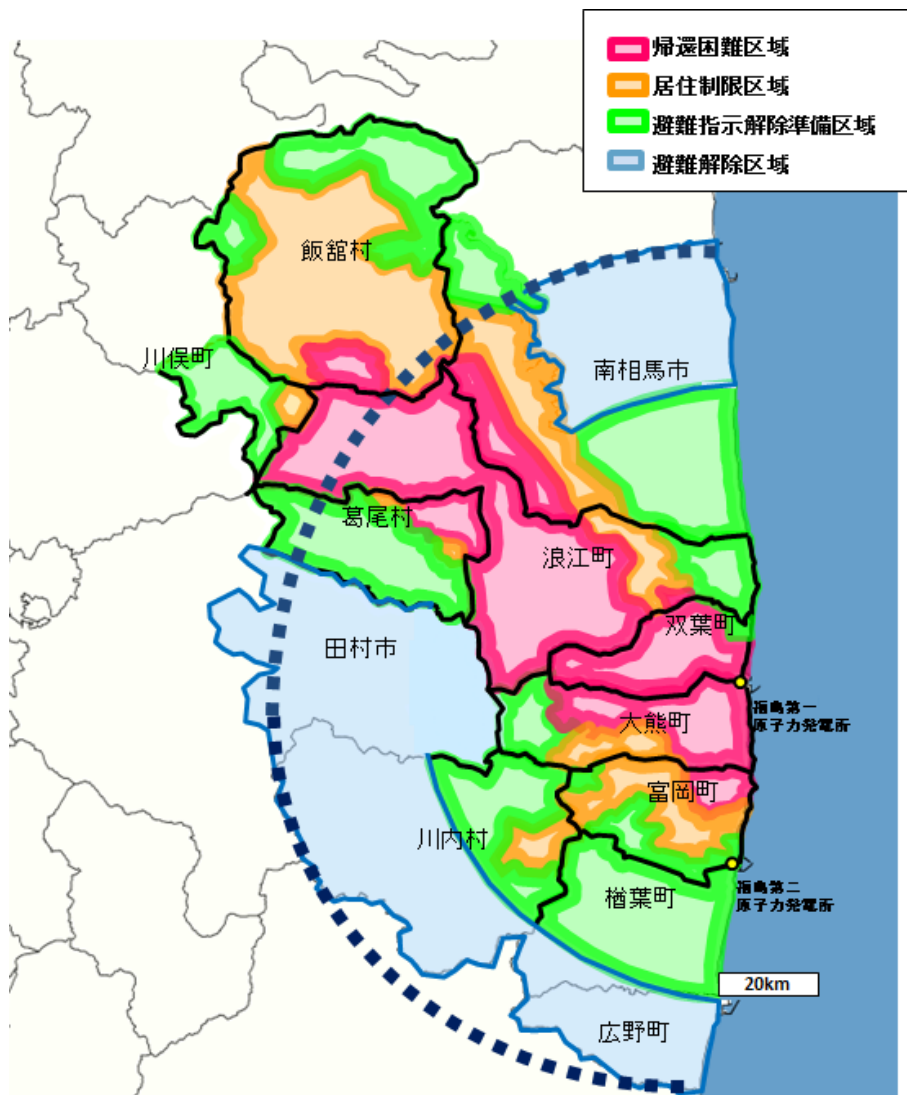 帰還困難区域
居住制限区域
避難指示解除準備区域
避難解除区域
飯舘村
川俣町
南相馬市
葛尾村
浪江町
双葉町
田村市
福島第一
原子力発電所
大熊町
富岡町
川内村
福島第二
原子力発電所
楢葉町
20km
広野町